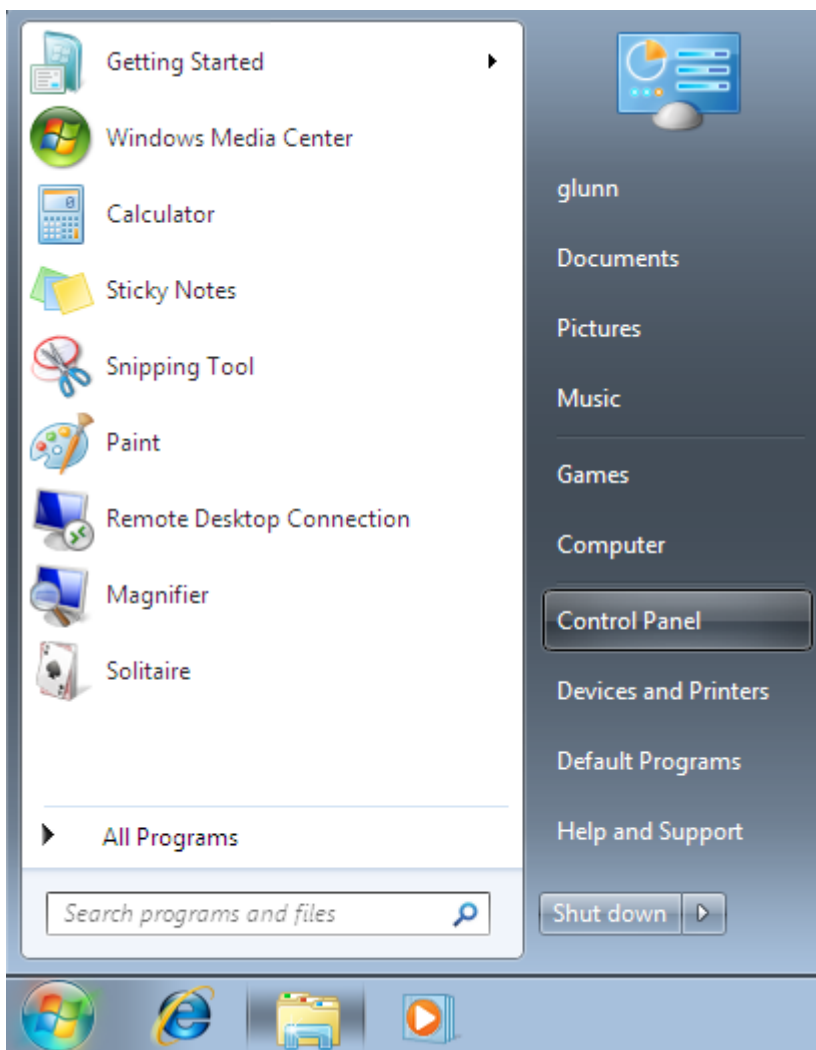 Getting Started
Windows Media Center
Calculator
Sticky Notes
Snipping Tool
Paint
Remote Desktop Connection
Magnifier
Solitaire
All Programs
Search programs and files
glunn
Documents
Pictures
Music
Games
Computer
Control Panel
Devices and Printers
Default Programs
Help and Support
Shut down